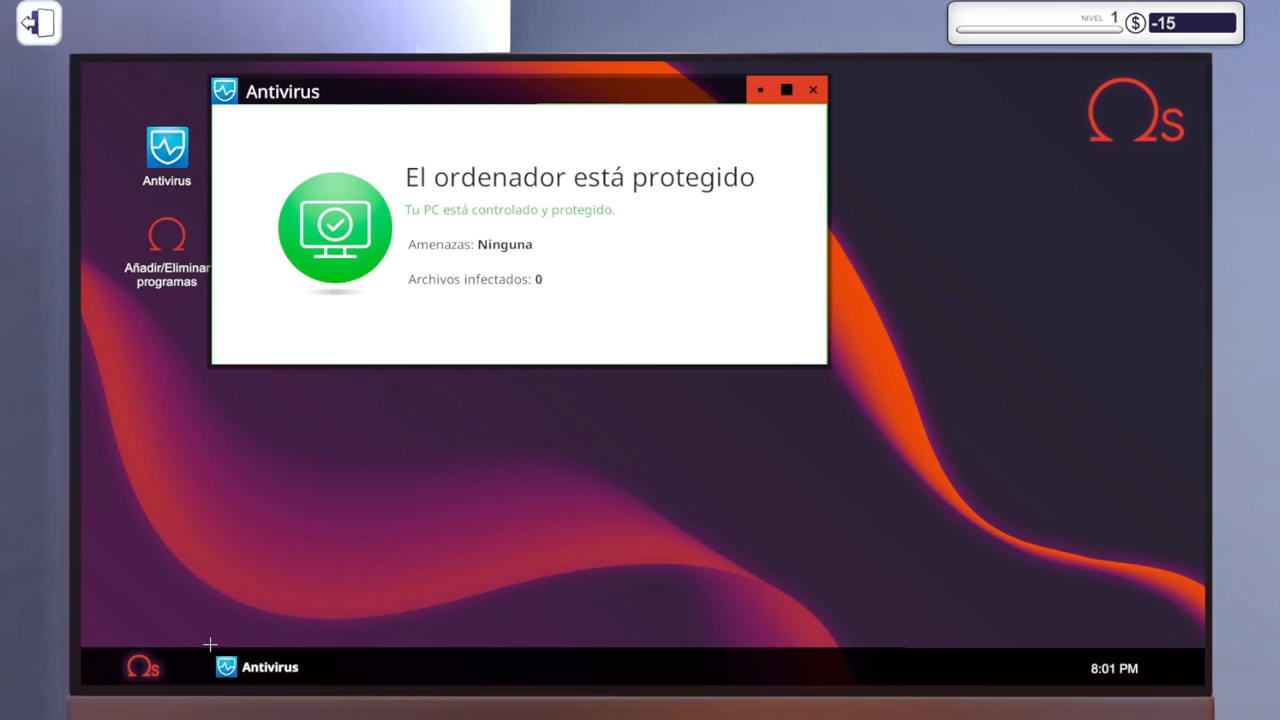 NIVEL 1
$ -15
Antivirus
Ωs
Antivirus
Añadir/Eliminar
programas
El ordenador está protegido
Tu PC está controlado y protegido.
Amenazas: Ninguna
Archivos infectados: 0
Ωs
Antivirus
8:01 PM